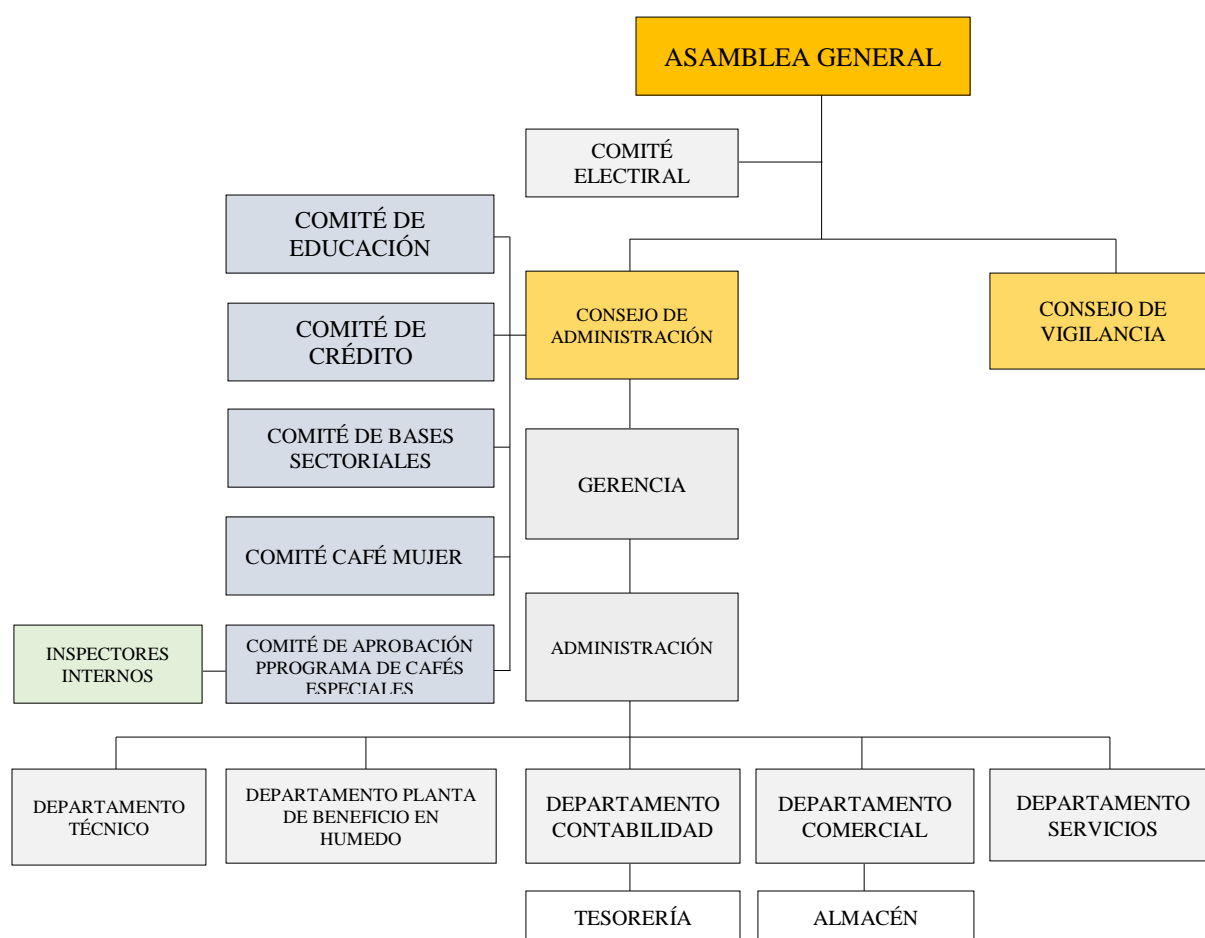 ASAMBLEA GENERAL
COMITÉ
ELECTIRAL
COMITÉ DE
EDUCACIÓN
CONSEJO DE
ADMINISTRACIÓN
CONSEJO DE
VIGILANCIA
COMITÉ DE
CRÉDITO
COMITÉ DE BASES
SECTORIALES
GERENCIA
COMITÉ CAFÉ MUJER
INSPECTORES
INTERNOS
COMITÉ DE APROBACIÓN
PPROGRAMA DE CAFÉS
ESPECIALES
ADMINISTRACIÓN
DEPARTAMENTO
TÉCNICO
DEPARTAMENTO PLANTA
DE BENEFICIO EN
HUMEDO
DEPARTAMENTO
CONTABILIDAD
DEPARTAMENTO
COMERCIAL
DEPARTAMENTO
SERVICIOS
TESORERÍA
ALMACÉN